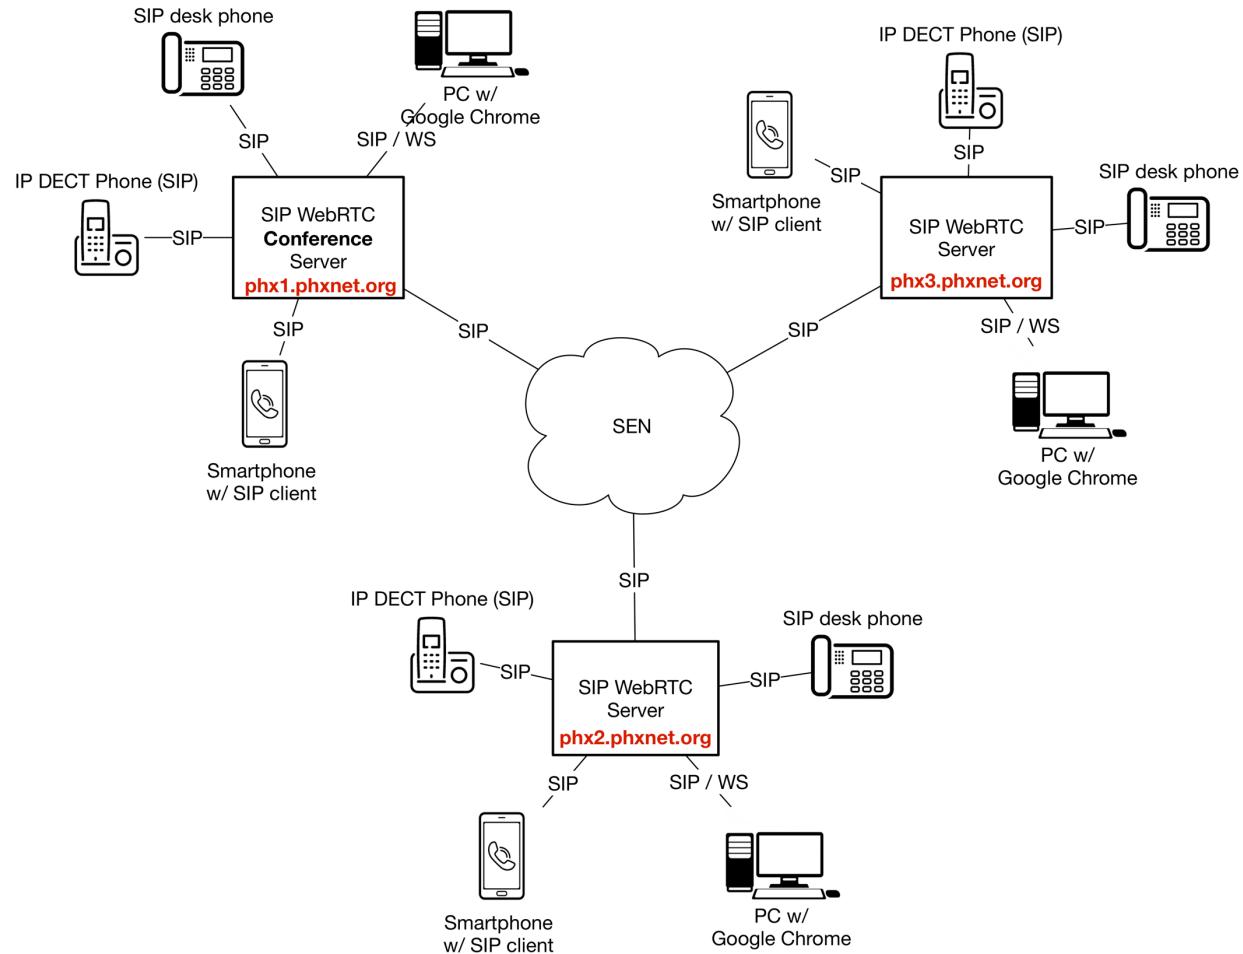 SIP desk phone
PC w/
Google Chrome
SIP
SIP / WS
IP DECT Phone (SIP)
SIP
SIP WebRTC
Conference
Server
phx1.phxnet.org
SIP
Smartphone
w/ SIP client
SIP
IP DECT Phone (SIP)
SIP
Smartphone
w/ SIP client
SIP
SIP desk phone
SIP
SIP WebRTC
Server
phx3.phxnet.org
SIP / WS
PC w/
Google Chrome
SIP
SEN
SIP
IP DECT Phone (SIP)
SIP
SIP desk phone
SIP
SIP WebRTC
Server
phx2.phxnet.org
SIP
SIP / WS
Smartphone
w/ SIP client
PC w/
Google Chrome